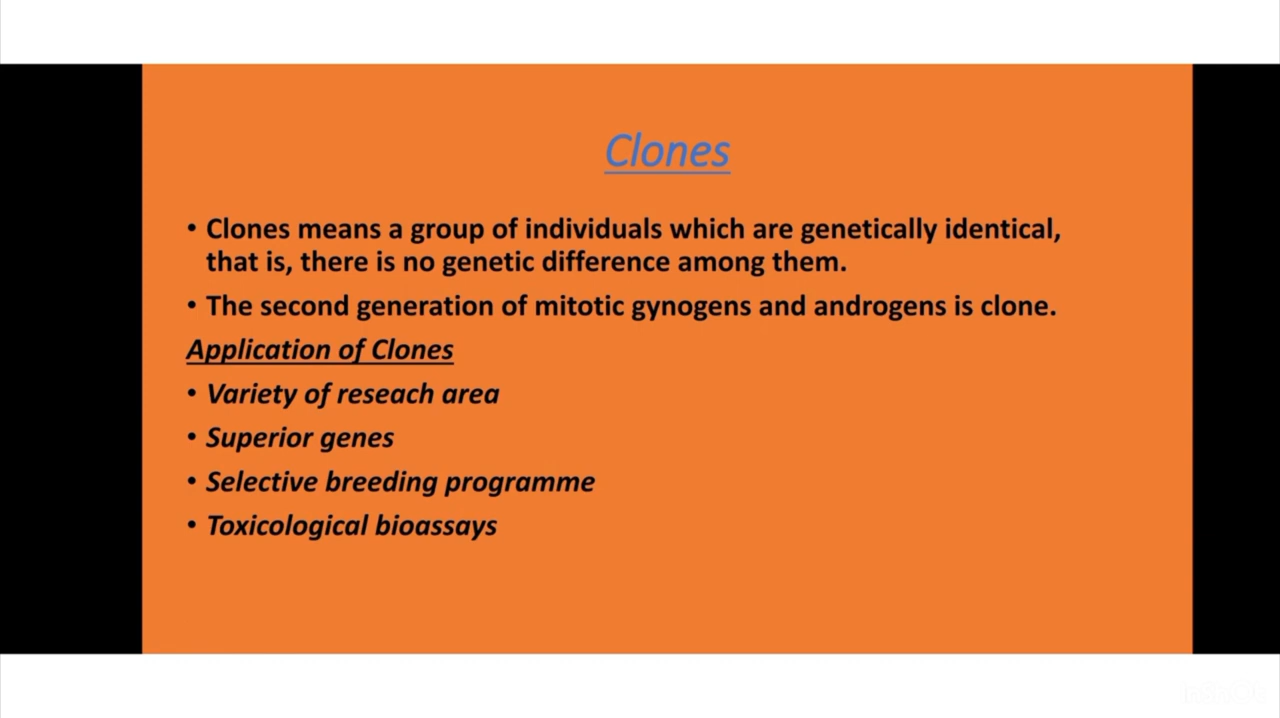 Clones
• Clones means a group of individuals which are genetically identical,
that is, there is no genetic difference among them.
• The second generation of mitotic gynogens and androgens is clone.
Application of Clones
• Variety of reseach area
• Superior genes
• Selective breeding programme
• Toxicological bioassays
InShOt